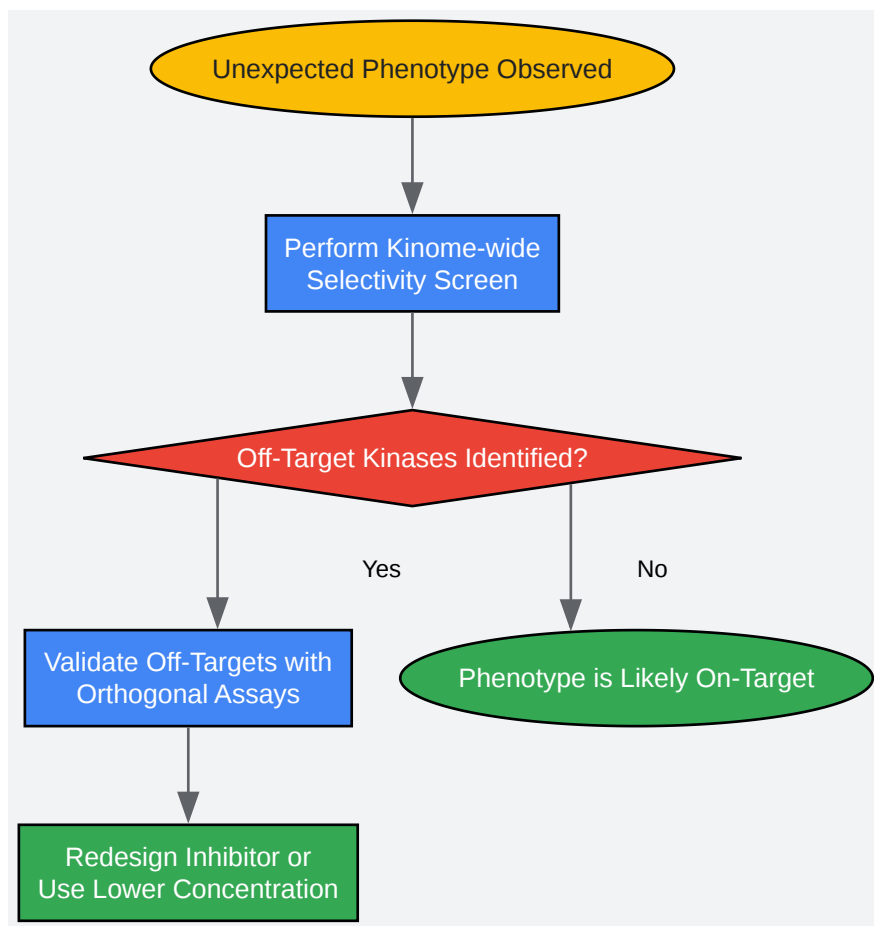 Unexpected Phenotype Observed
Perform Kinome-wide
Selectivity Screen
Off-Target Kinases Identified?
Yes
No
Validate Off-Targets with
Orthogonal Assays
Phenotype is Likely On-Target
Redesign Inhibitor or
Use Lower Concentration